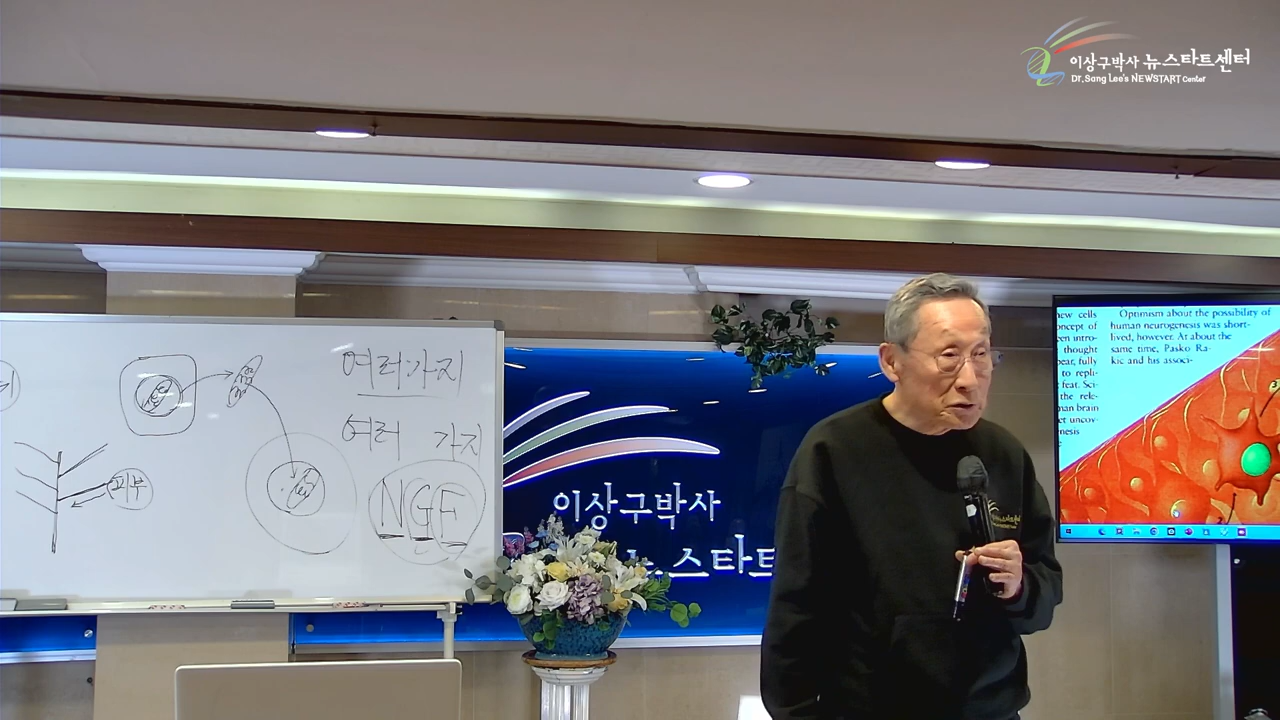 이상구박사 뉴스타트센터
Dr. Sang Lee's NEWSTART Center
여러가지
여러 가지
NGF
피부
이상구박사
뉴스타트
new cells
oncept of
en intro-
thought
pear, fully
to repli-
feat. Sci-
the rele-
man brain
et uncov-
enesis
Optimism about the possibility of
human neurogenesis was short-
lived, however. At about the
same time, Pasko Ra-
kic and his associ-